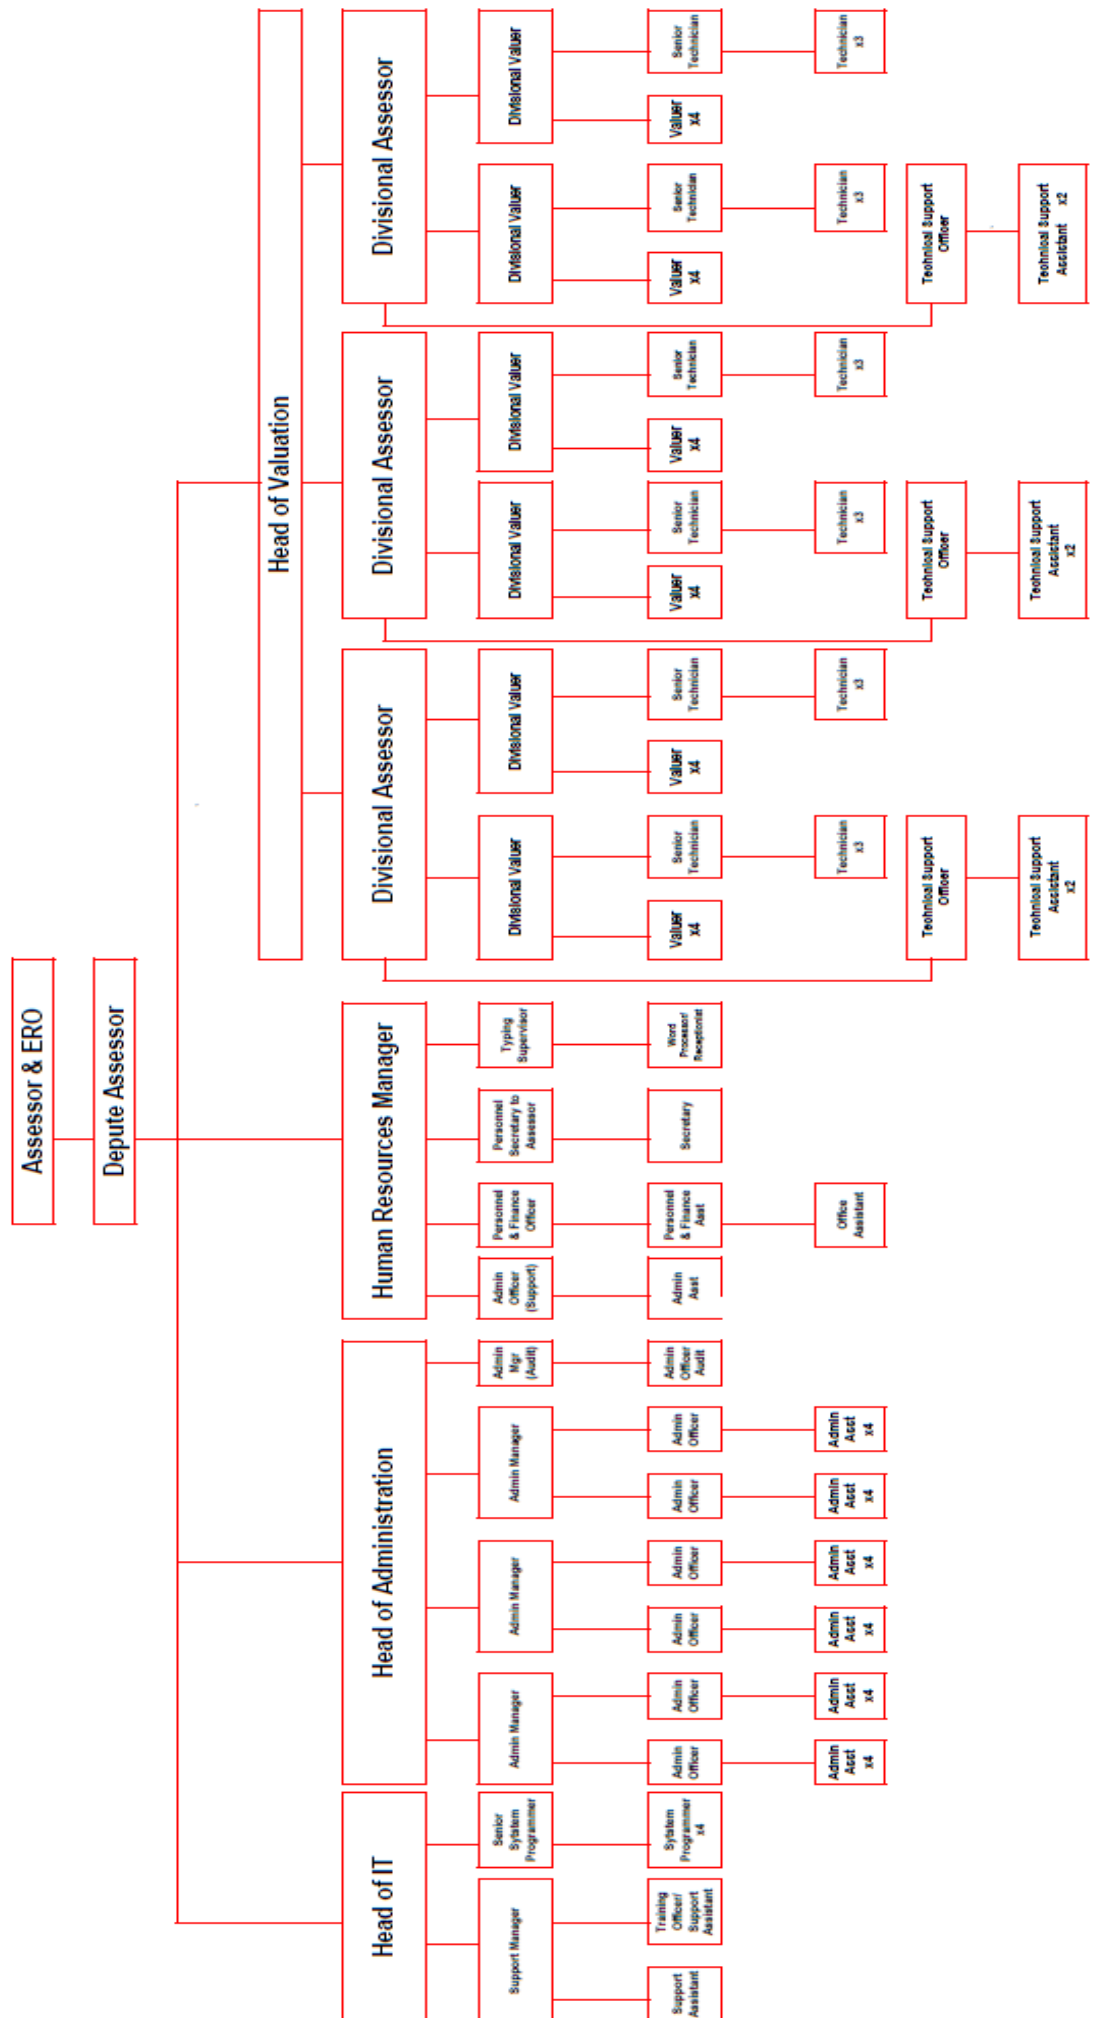 Assessor & ERO
Depute Assessor
Head of Valuation
Head of IT
Head of Administration
Human Resources Manager
Divisional Assessor
Divisional Assessor
Divisional Assessor
Support Manager
Senior
Sytstem
Programmer
Admin Manager
Admin Manager
Admin Manager
Admin
Mgr
(Audit)
Admin
Officer
(Support)
Personnel
& Finance
Officer
Personnel
Secretary to
Assessor
Typing
Supervisor
Divisional Valuer
Divisional Valuer
Divisional Valuer
Divisional Valuer
Divisional Valuer
Divisional Valuer
Support
Assistant
Training
Officer/
Support
Assistant
Sytstem
Programmer
x4
Admin
Officer
Admin
Officer
Admin
Officer
Admin
Officer
Admin
Officer
Admin
Officer
Admin
Officer
Audit
Admin
Asst
Personnel
& Finance
Asst
Secretary
Word
Processor/
Receptionist
Valuer
x4
Senior
Technician
Valuer
x4
Senior
Technician
Valuer
x4
Senior
Technician
Valuer
x4
Senior
Technician
Valuer
x4
Senior
Technician
Valuer
x4
Senior
Technician
Admin
Asst
x4
Admin
Asst
x4
Admin
Asst
x4
Admin
Asst
x4
Admin
Asst
x4
Admin
Asst
x4
Office
Assistant
Technician
x3
Technician
x3
Technician
x3
Technician
x3
Technician
x3
Technician
x3
Technical Support
Officer
Technical Support
Officer
Technical Support
Officer
Technical Support
Assistant
x2
Technical Support
Assistant
x2
Technical Support x2
Assistant